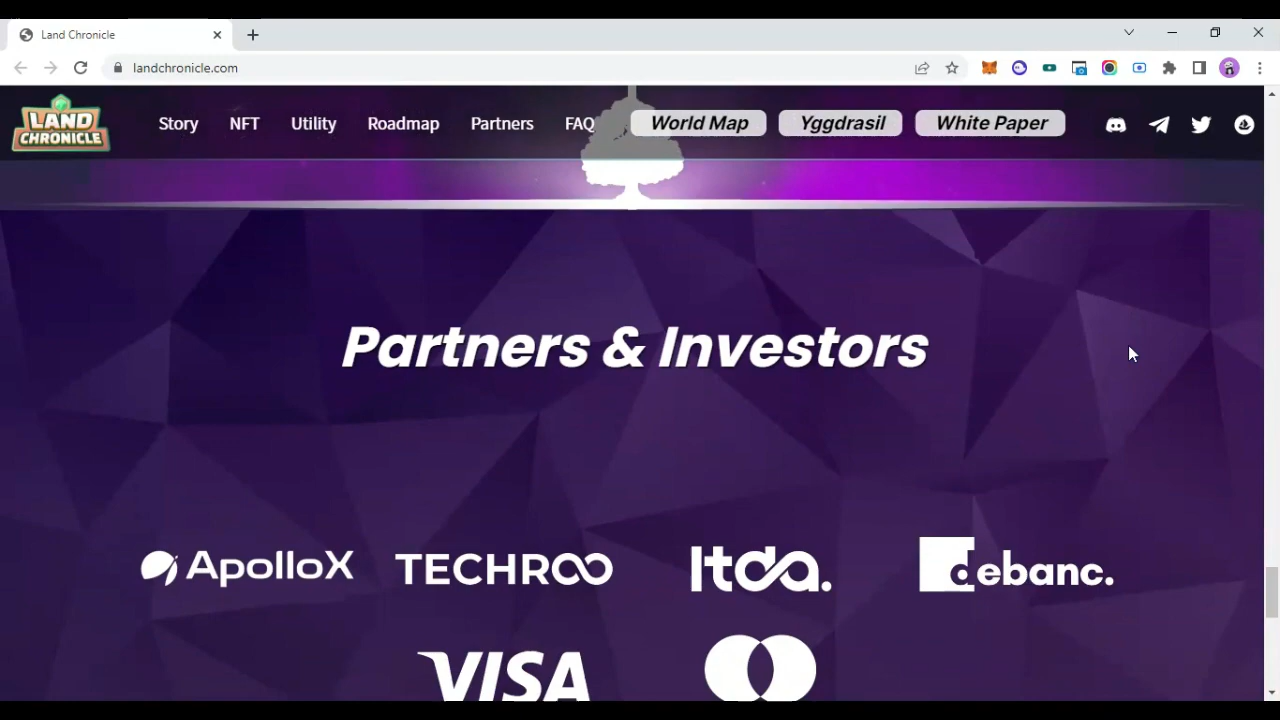 Land Chronicle
landchronicle.com
LAND
CHRONICLE
Story NFT Utility Roadmap Partners FAQ World Map Yggdrasil White Paper
Partners & Investors
ApolloX TECHROO ltda. debanc.
VISA